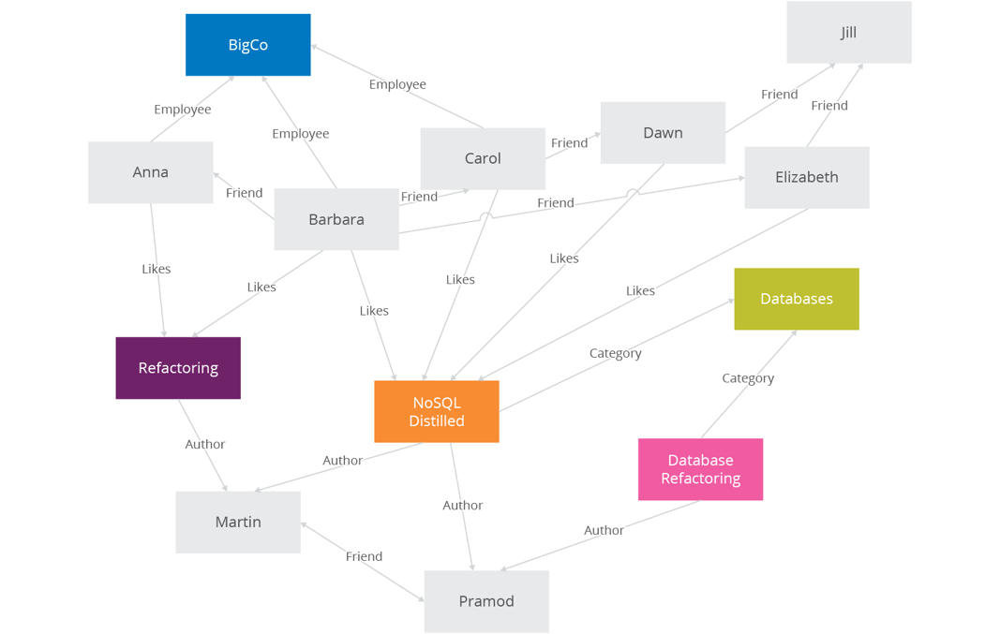 Jill
BigCo
Employee
Friend
Employee
Friend
Employee
Dawn
Friend
Carol
Anna
Elizabeth
Friend
Friend
Friend
Barbara
Likes
Likes
Likes
Likes
Likes
Databases
Likes
Category
Refactoring
Category
NoSQL
Distilled
Author
Author
Database
Refactoring
Author
Martin
Author
Friend
Pramod